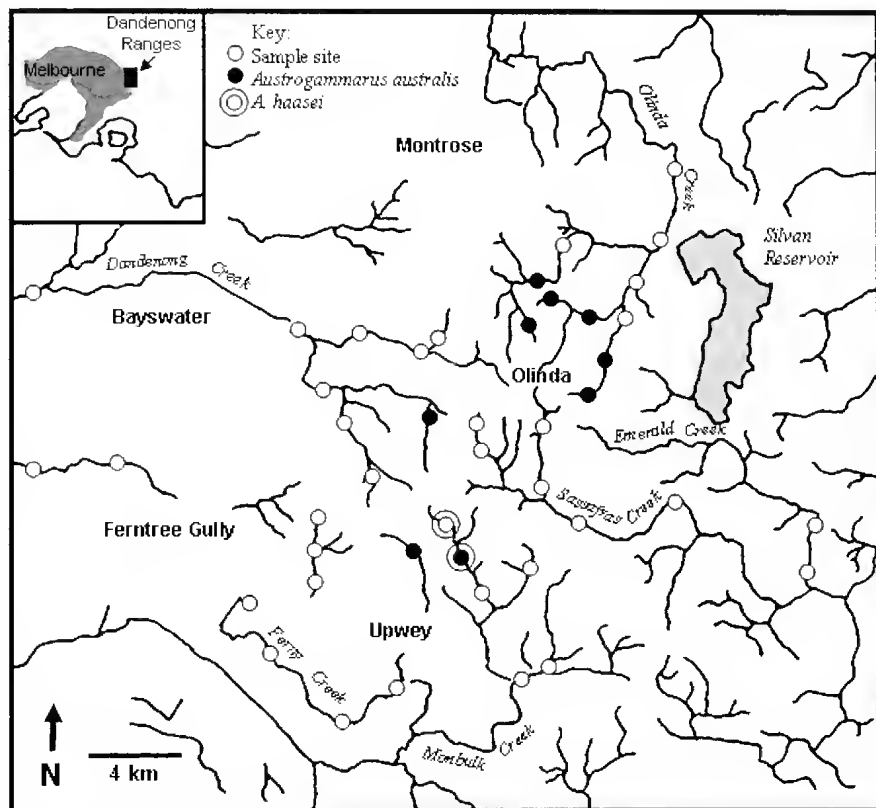 Dandenong
Ranges
Melbourne
Key:
Sample site
Austrogammarus australis
A. haasei
Olinda
Creek
Montrose
Silvan
Reservoir
Dandenong
Creek
Bayswater
Olinda
Emerald Creek
Sassafras Creek
Ferntree Gully
Upwey
Ferny
Creek
Monbulk
Creek
N
4 km